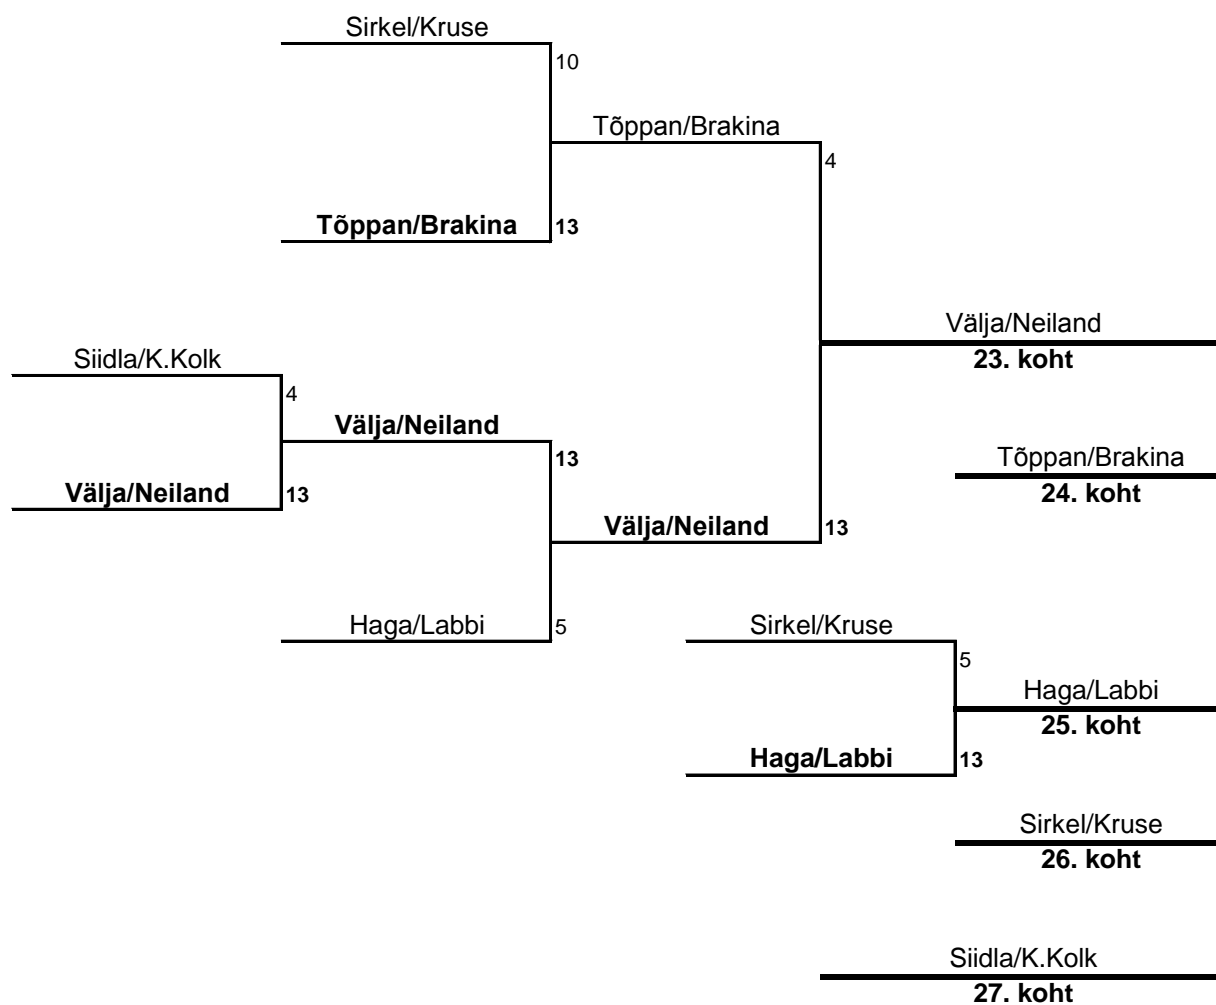 Sirkel/Kruse
10
Tõppan/Brakina
4
Tõppan/Brakina 13
Välja/Neiland
23. koht
Siidla/K.Kolk
4
Välja/Neiland
13
Tõppan/Brakina
24. koht
Välja/Neiland 13
Välja/Neiland 13
Haga/Labbi 5
Sirkel/Kruse
5
Haga/Labbi
25. koht
Haga/Labbi 13
Sirkel/Kruse
26. koht
Siidla/K.Kolk
27. koht